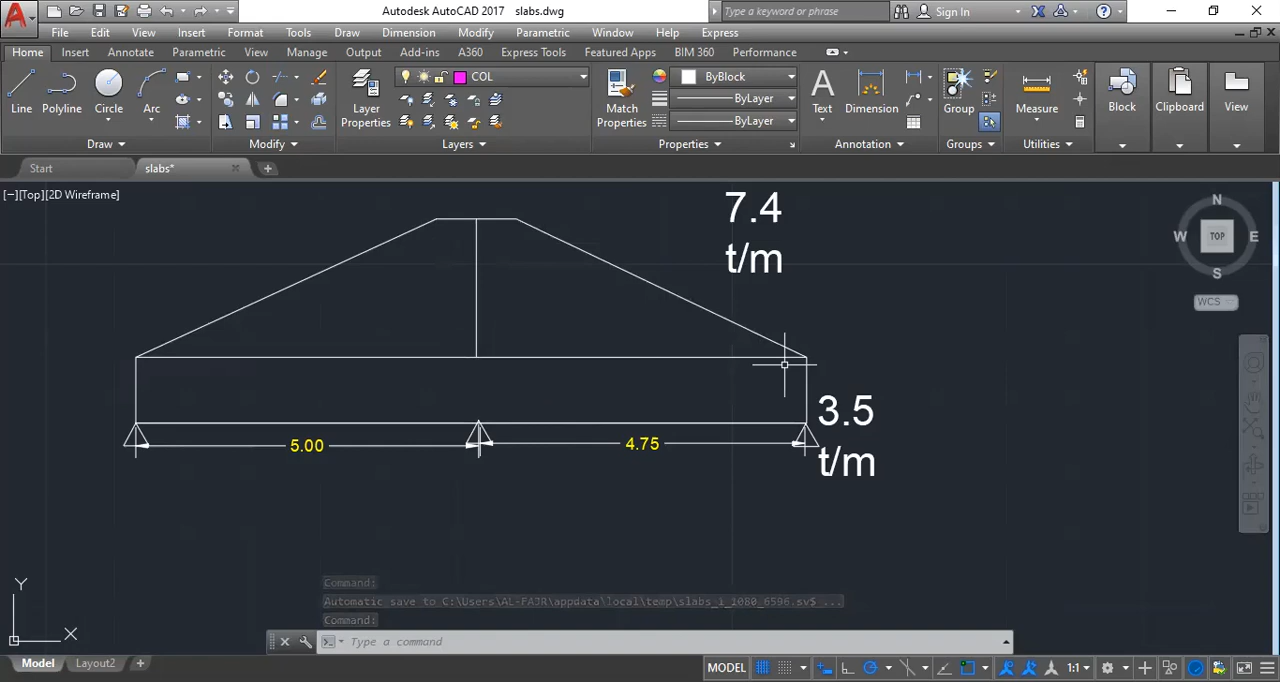 Autodesk AutoCAD 2017 slabs.dwg
Type a keyword or phrase
Sign In
File Edit View Insert Format Tools Draw Dimension Modify Parametric Window Help Express
Home Insert Annotate Parametric View Manage Output Add-ins A360 Express Tools Featured Apps BIM 360 Performance
COL
ByBlock
ByLayer
ByLayer
Line Polyline Circle Arc
Layer Properties
Match Properties
Text Dimension
Group
Measure
Block
Clipboard
View
Draw Modify Layers Properties Annotation Groups Utilities
Start slabs*
[−][Top][2D Wireframe]
7.4
t/m
N
W TOP E
S
WCS
3.5
t/m
5.00
4.75
Y
X
Command:
Automatic save to C:\Users\AL-FAJR\appdata\local\temp\slabs_1_1080_6596.sv$ ...
Command:
Type a command
Model Layout2
MODEL
1:1